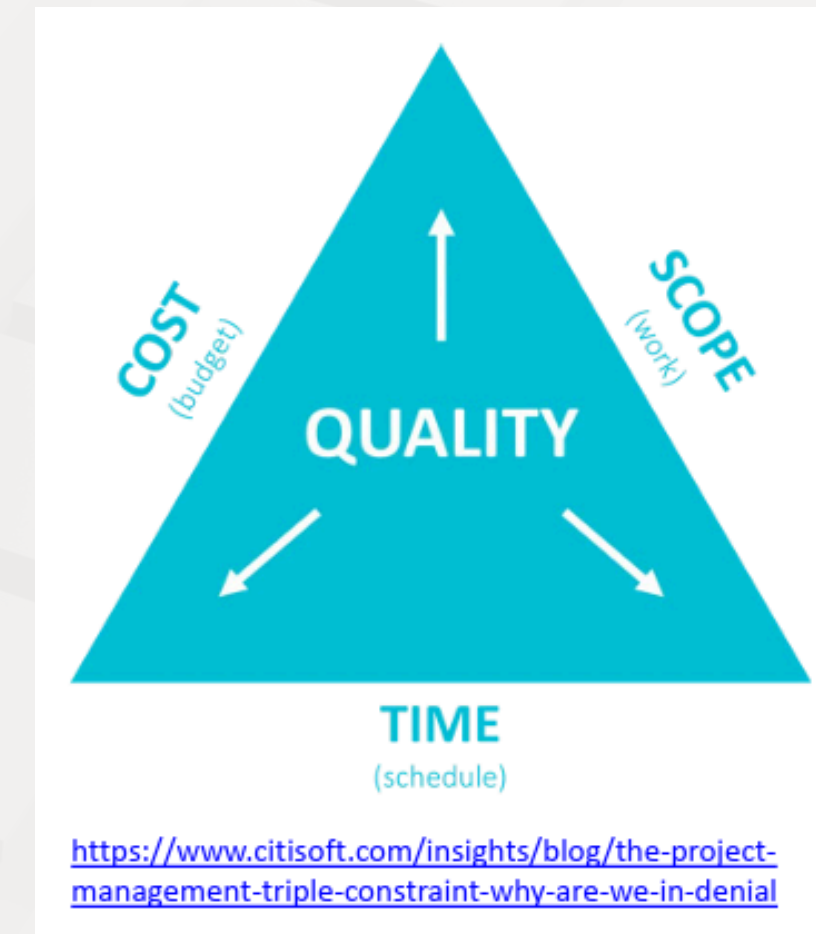 COST
(budget)
SCOPE
(work)
QUALITY
TIME
(schedule)
https://www.citisoft.com/insights/blog/the-project-
management-triple-constraint-why-are-we-in-denial